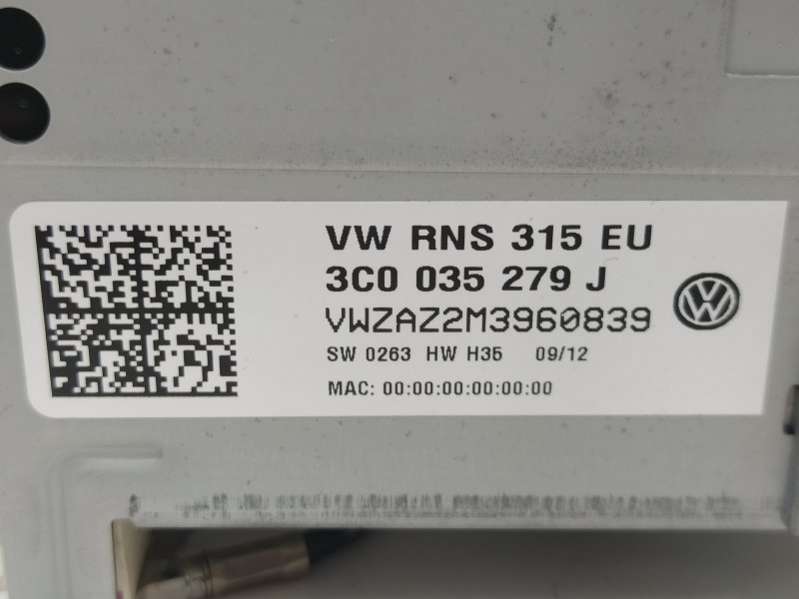 VW RNS 315 EU
3C0 035 279 J
VWZAZ2M3960839
SW 0263 HW H35 09/12
MAC: 00:00:00:00:00:00